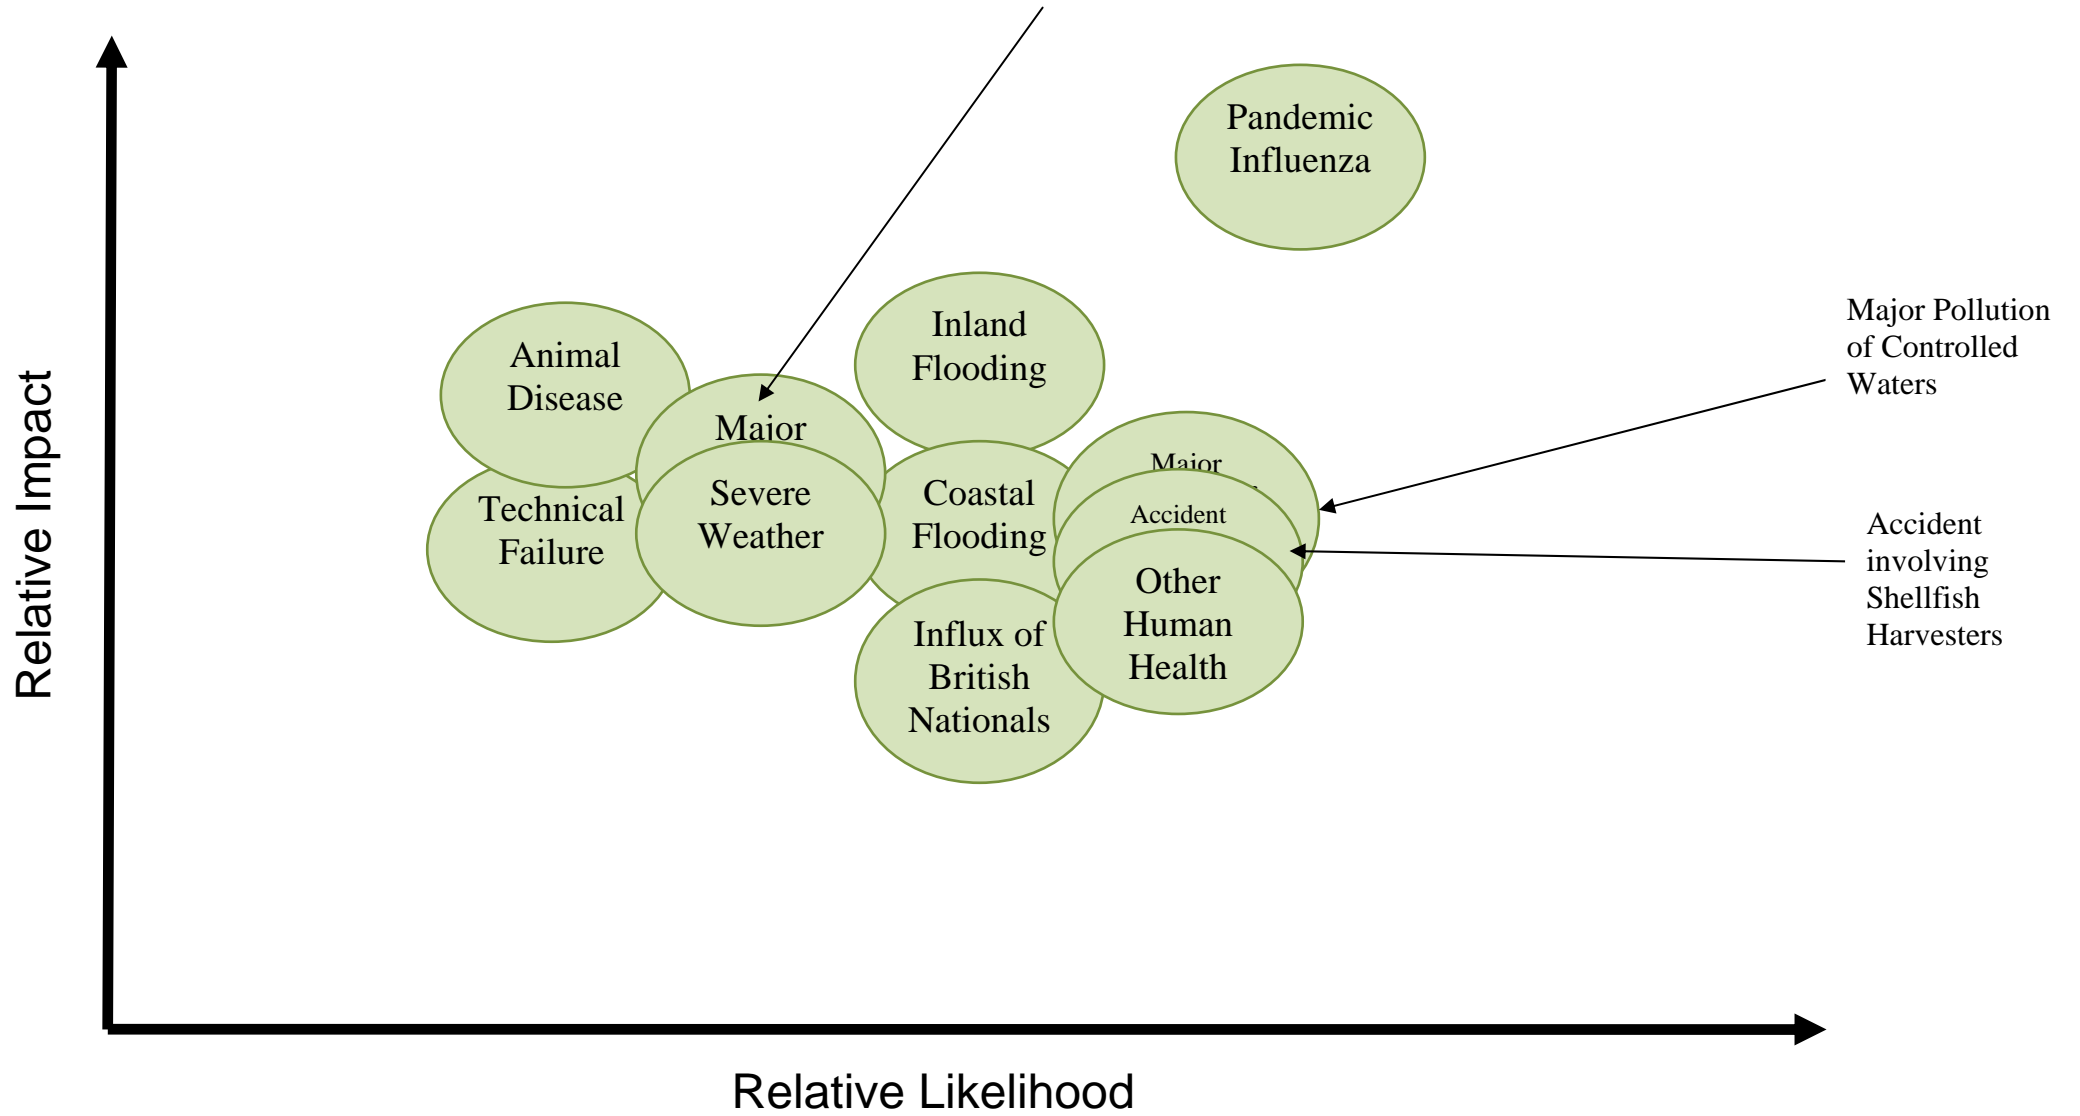 Pandemic
Influenza
Inland
Flooding
Animal
Disease
Major
Severe
Weather
Technical
Failure
Coastal
Flooding
Major
Accident
Other
Human
Health
Influx of
British
Nationals
Major Pollution
of Controlled
Waters
Accident
involving
Shellfish
Harvesters
Relative Impact
Relative Likelihood